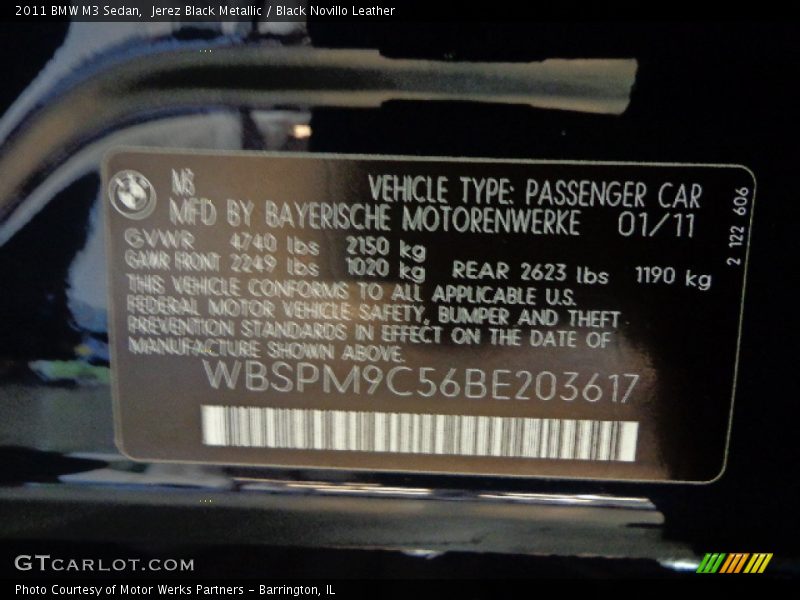 2011 BMW M3 Sedan,  Jerez Black Metallic / Black Novillo Leather
M3
VEHICLE TYPE: PASSENGER CAR
MFD BY BAYERISCHE MOTORENWERKE 01/11
GVWR 4740 lbs 2150 kg
GAWR FRONT 2249 lbs 1020 kg REAR 2623 lbs 1190 kg
THIS VEHICLE CONFORMS TO ALL APPLICABLE U.S.
FEDERAL MOTOR VEHICLE SAFETY, BUMPER AND THEFT
PREVENTION STANDARDS IN EFFECT ON THE DATE OF
MANUFACTURE SHOWN ABOVE.
WBSPM9C56BE203617
2 122 606
BMW
GTCARLOT.COM
Photo Courtesy of Motor Werks Partners - Barrington, IL